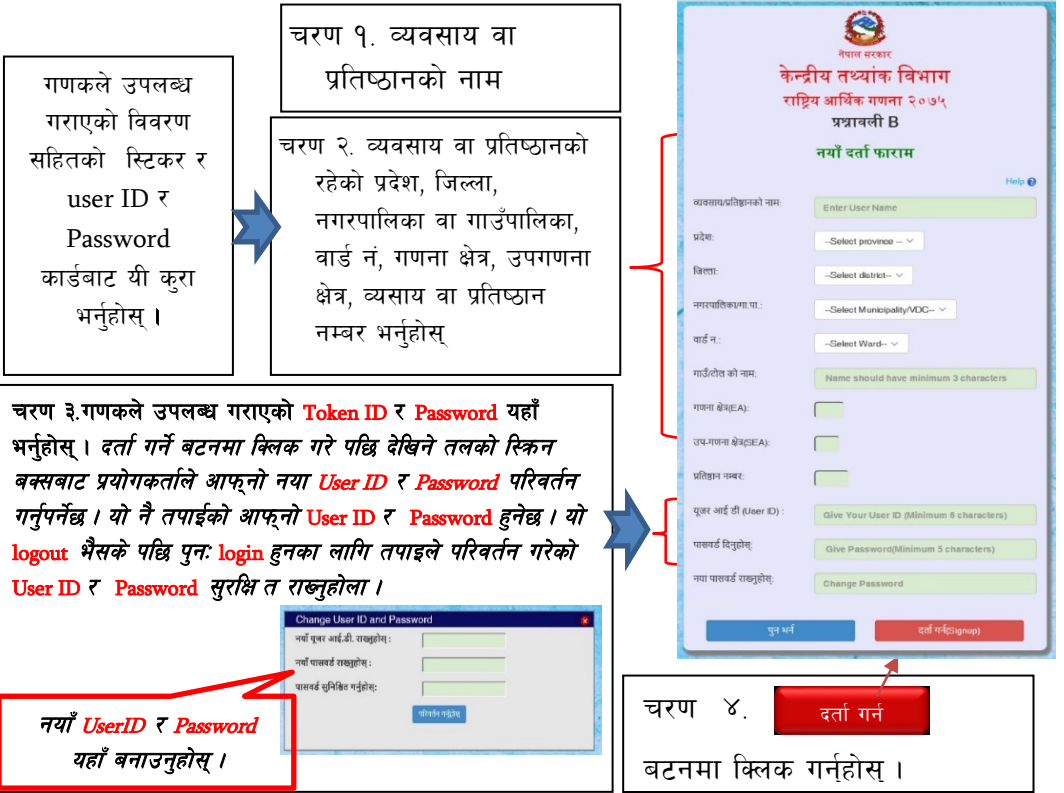 गणकले उपलब्ध
गराएको विवरण
सहितको स्टिकर र
user ID र
Password
कार्डबाट यी कुरा
भर्नुहोस् ।
चरण १. व्यवसाय वा
प्रतिष्ठानको नाम
चरण २. व्यवसाय वा प्रतिष्ठानको
रहेको प्रदेश, जिल्ला,
नगरपालिका वा गाउँपालिका,
वार्ड नं, गणना क्षेत्र, उपगणना
क्षेत्र, व्यसाय वा प्रतिष्ठान
नम्बर भर्नुहोस्
नेपाल सरकार
केन्द्रीय तथ्यांक विभाग
राष्ट्रिय आर्थिक गणना २०७५
प्रश्नावली B
नयाँ दर्ता फाराम
Help
व्यवसाय/प्रतिष्ठानको नाम:
Enter User Name
प्रदेश:
--Select province --
जिल्ला:
--Select district--
नगरपालिका/गा.पा.:
--Select Municipality/VDC--
वार्ड न.:
--Select Ward--
गाउँ/टोल को नाम:
Name should have minimum 3 characters
गणना क्षेत्र(EA):
उप-गणना क्षेत्र(SEA):
प्रतिष्ठान नम्बर:
यूजर आई डी (User ID) :
Give Your User ID (Minimum 6 characters)
पासवर्ड दिनुहोस्:
Give Password(Minimum 5 characters)
नया पासवर्ड राख्नुहोस्:
Change Password
पुन भर्न
दर्ता गर्न(Signup)
चरण ३.गणकले उपलब्ध गराएको Token ID र Password यहाँ
भर्नुहोस् । दर्ता गर्ने बटनमा क्लिक गरे पछि देखिने तलको स्क्रिन
बक्सबाट प्रयोगकर्ताले आफ्नो नया User ID र Password परिवर्तन
गर्नुपर्नेछ । यो नै तपाईको आफ्नो User ID र Password हुनेछ । यो
logout भैसके पछि पुनः login हुनका लागि तपाइले परिवर्तन गरेको
User ID र Password सुरक्षि त राख्नुहोला ।
Change User ID and Password
नयाँ यूजर आई.डी. राख्नुहोस् :
नयाँ पासवर्ड राख्नुहोस् :
पासवर्ड सुनिश्चित गर्नुहोस्:
परिवर्तन गर्नुहोस्
नयाँ UserID र Password
यहाँ बनाउनुहोस् ।
चरण ४. दर्ता गर्न
बटनमा क्लिक गर्नुहोस् ।